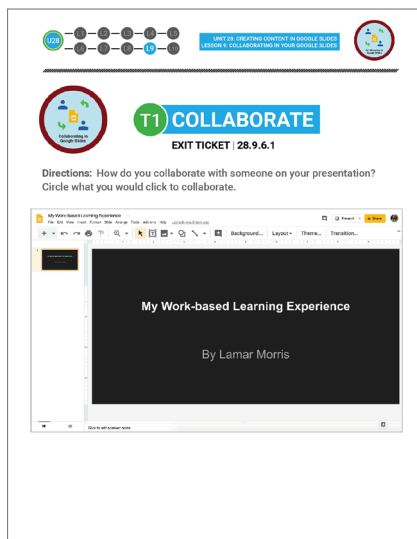 U28
L1
L2
L3
L4
L5
L6
L7
L8
L9
L10
UNIT 28: CREATING CONTENT IN GOOGLE SLIDES
LESSON 9: COLLABORATING IN YOUR GOOGLE SLIDES
Collaborating in
Google Slides
Collaborating in
Google Slides
T1 COLLABORATE
EXIT TICKET | 28.9.6.1
Directions: How do you collaborate with someone on your presentation?
Circle what you would click to collaborate.
My Work-Based Learning Experience
File Edit View Insert Format Slide Arrange Tools Add-ons Help
Present
Share
Background...
Layout
Theme...
Transition...
My Work-based Learning Experience
By Lamar Morris
Click to add speaker notes